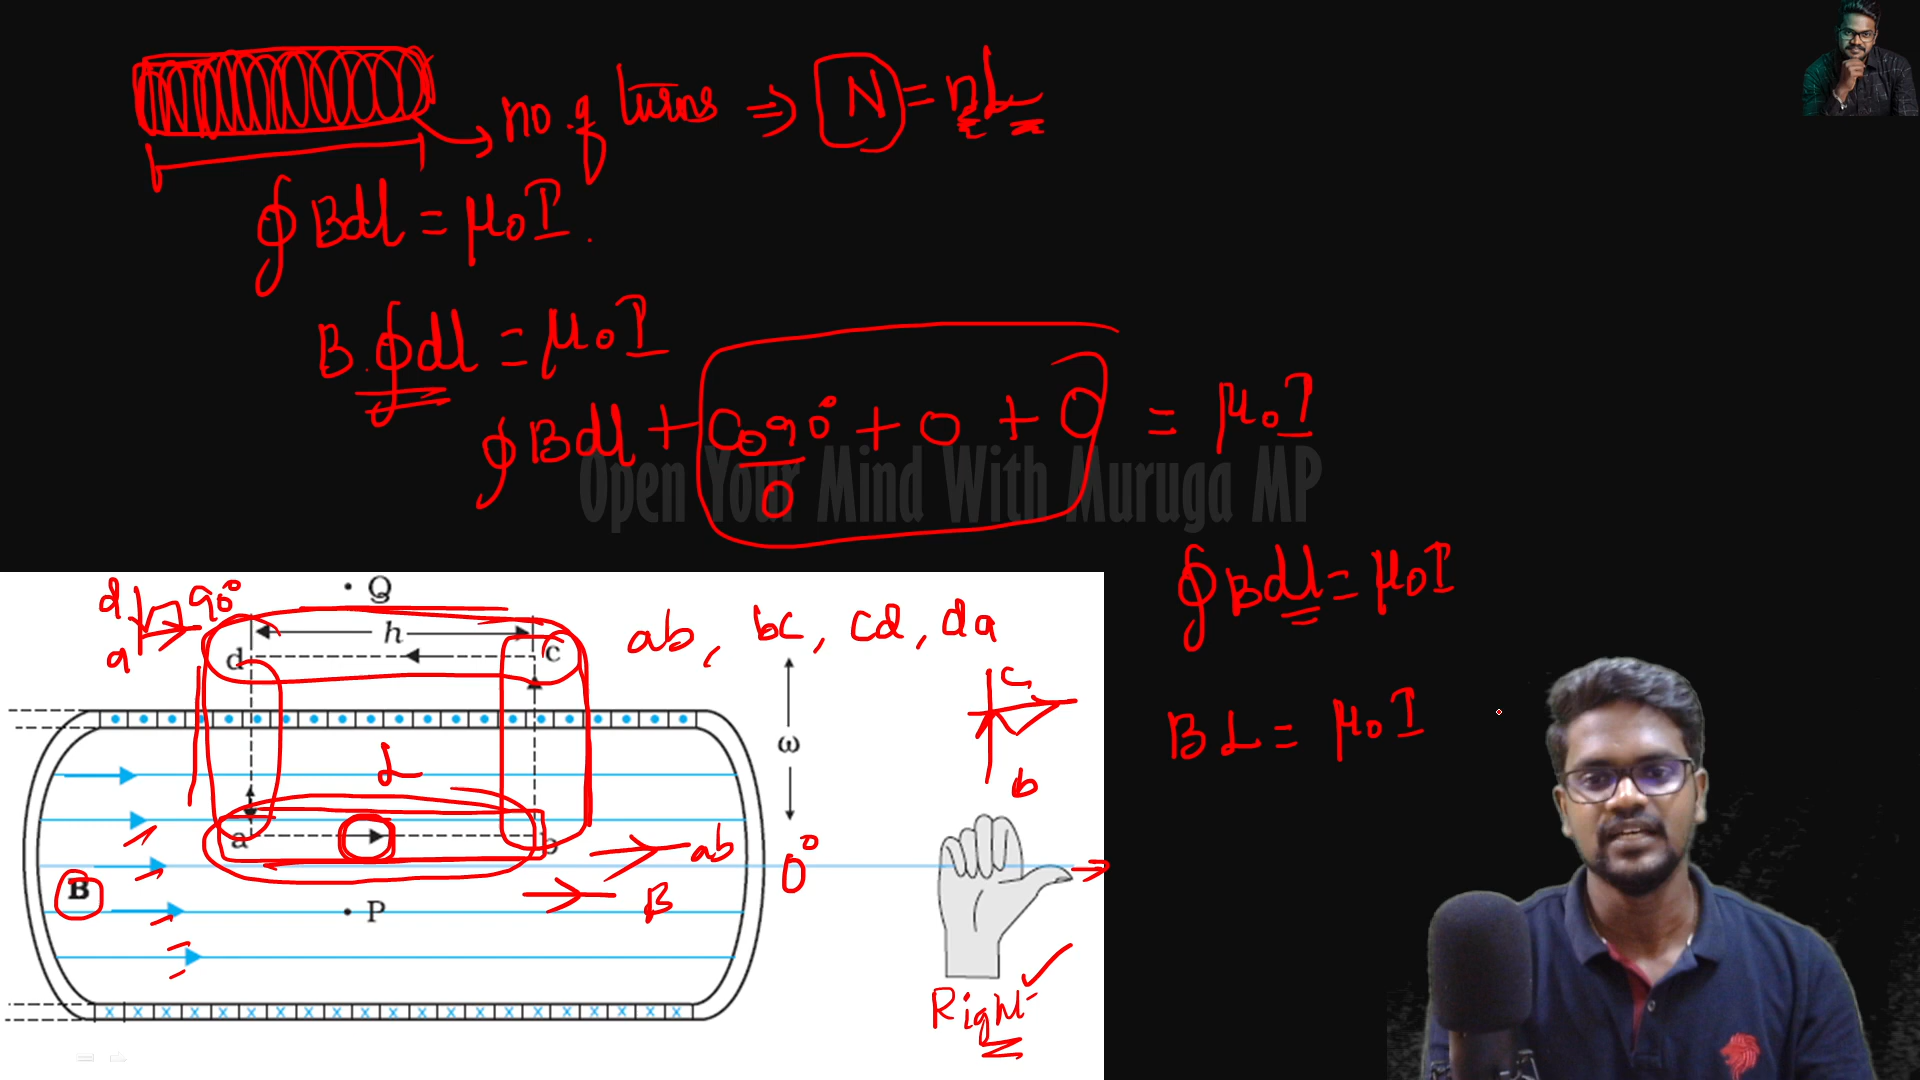 no. of turns ⇒ N = nL
∮Bdl = μ₀I.
B.∮dl = μ₀I
∮Bdl + Co90° + 0 + 0 = μ₀I
0
Open Your Mind With Muruga MP
∮Bdl = μ₀I
BL = μ₀I
d 90°
a
• Q
h
d c
ab, bc, cd, da
c
b
ω
L
a b
ab
0°
B
B
• P
Right